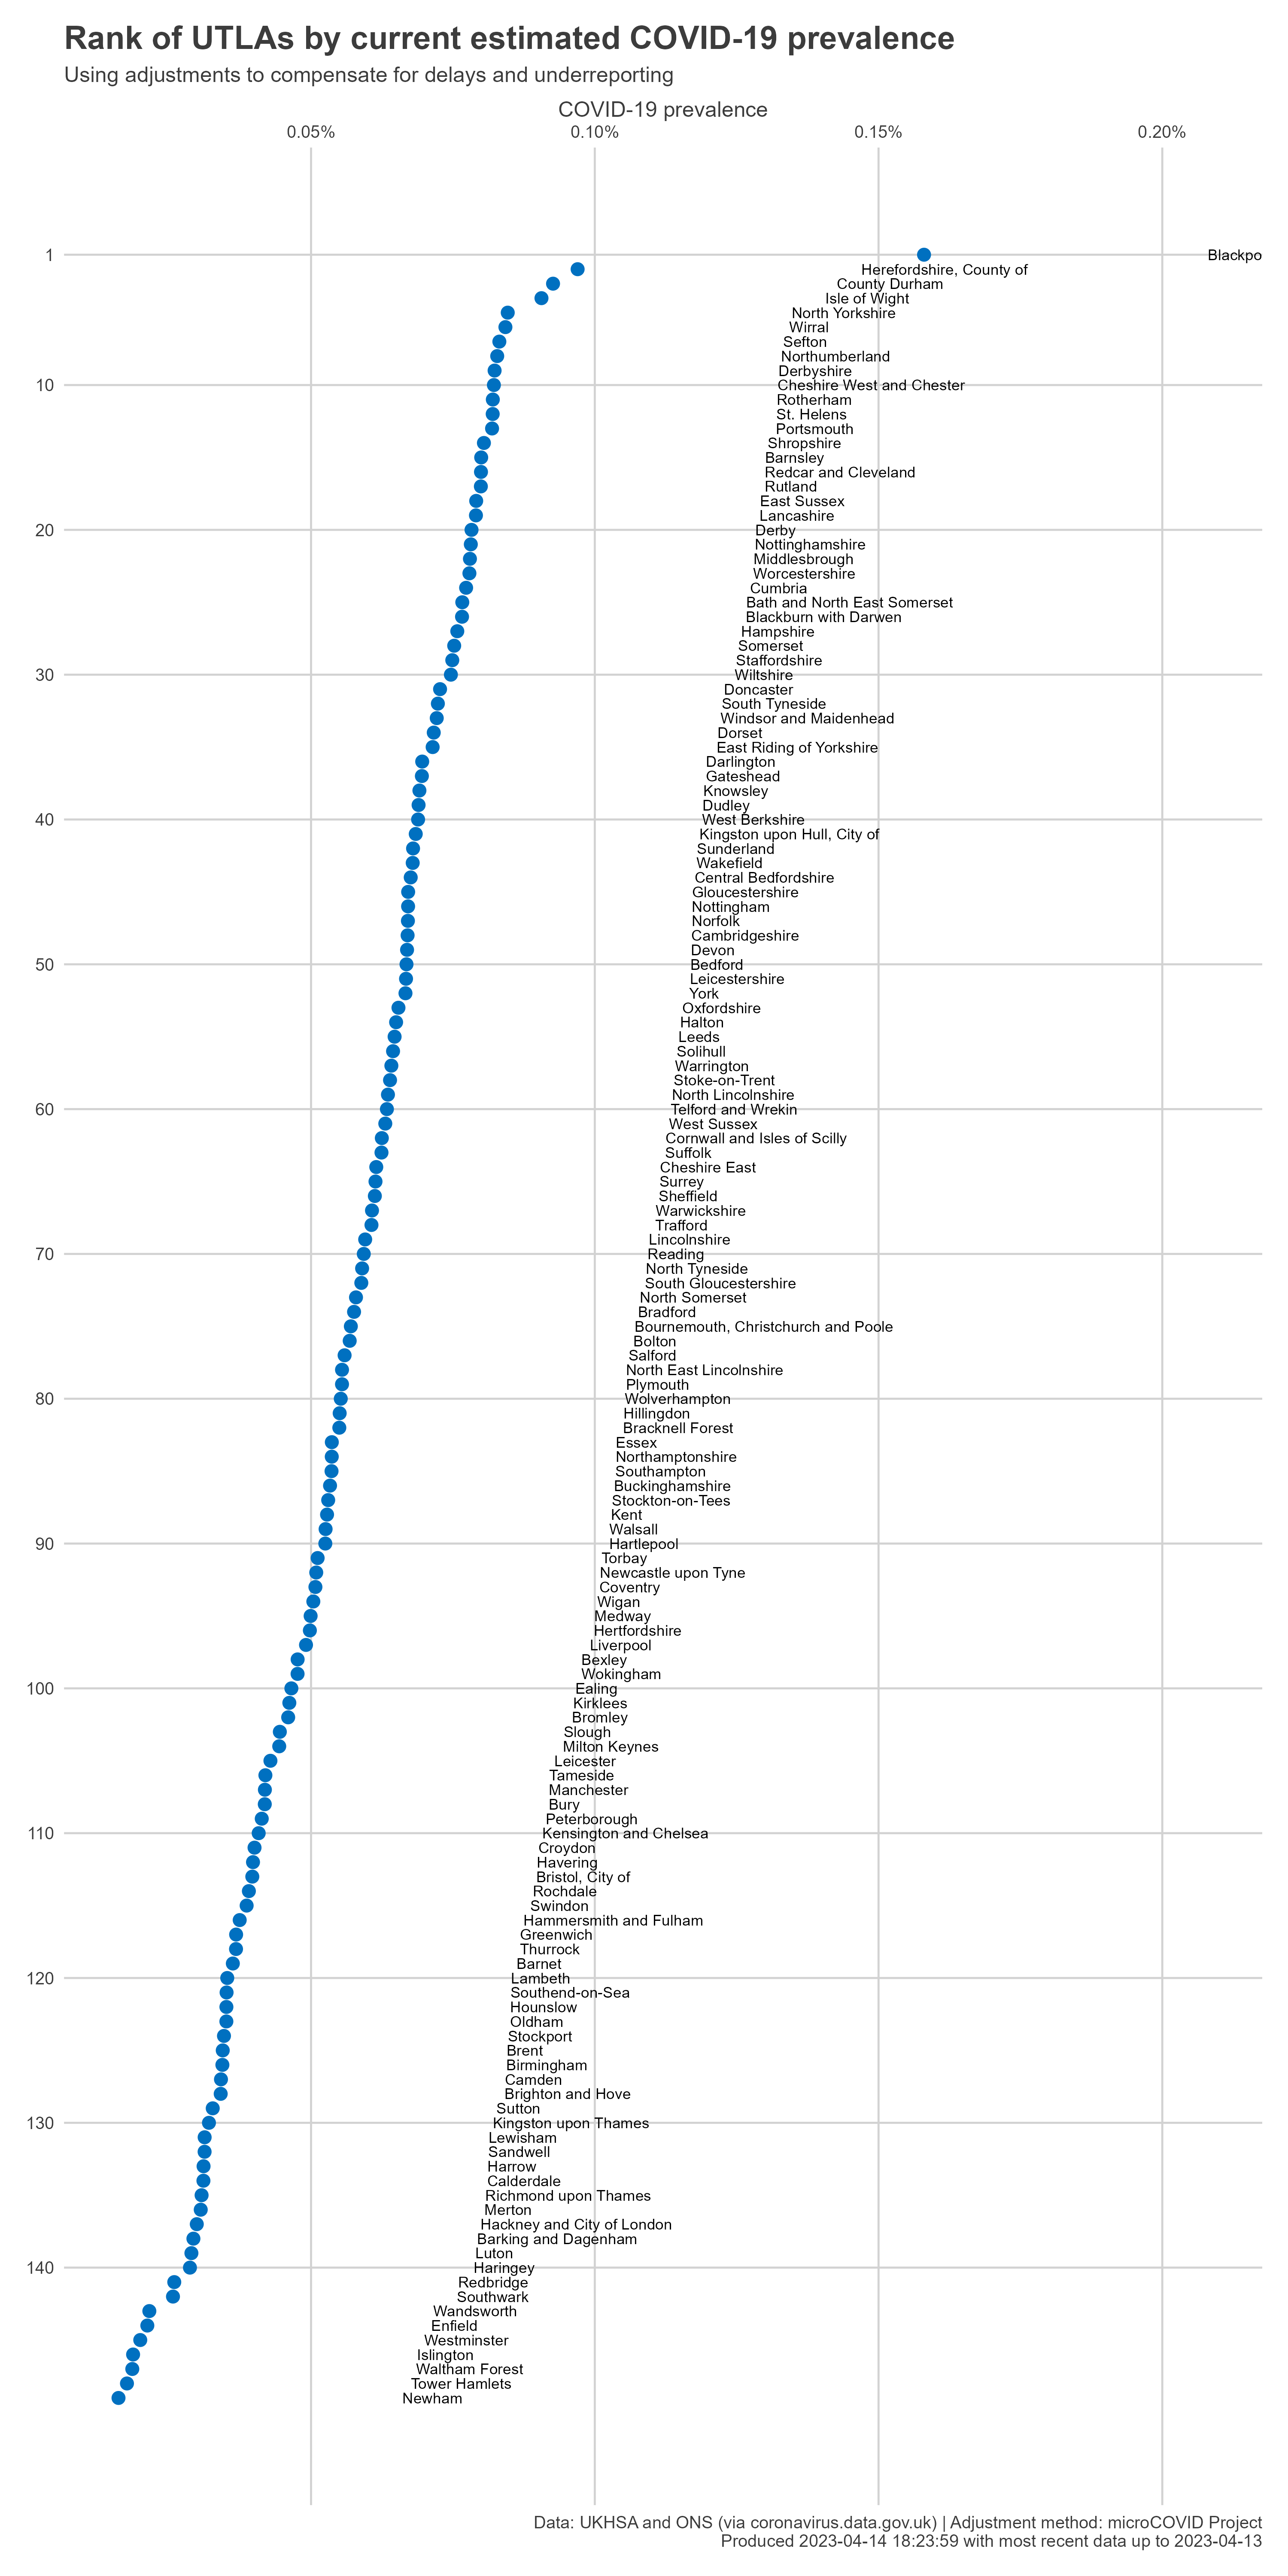 Rank of UTLAs by current estimated COVID-19 prevalence
Using adjustments to compensate for delays and underreporting
COVID-19 prevalence
0.05% 0.10% 0.15% 0.20%
1 Blackpo
Herefordshire, County of
County Durham
Isle of Wight
North Yorkshire
Wirral
Sefton
Northumberland
Derbyshire
10 Cheshire West and Chester
Rotherham
St. Helens
Portsmouth
Shropshire
Barnsley
Redcar and Cleveland
Rutland
East Sussex
Lancashire
20 Derby
Nottinghamshire
Middlesbrough
Worcestershire
Cumbria
Bath and North East Somerset
Blackburn with Darwen
Hampshire
Somerset
Staffordshire
30 Wiltshire
Doncaster
South Tyneside
Windsor and Maidenhead
Dorset
East Riding of Yorkshire
Darlington
Gateshead
Knowsley
Dudley
40 West Berkshire
Kingston upon Hull, City of
Sunderland
Wakefield
Central Bedfordshire
Gloucestershire
Nottingham
Norfolk
Cambridgeshire
Devon
50 Bedford
Leicestershire
York
Oxfordshire
Halton
Leeds
Solihull
Warrington
Stoke-on-Trent
North Lincolnshire
60 Telford and Wrekin
West Sussex
Cornwall and Isles of Scilly
Suffolk
Cheshire East
Surrey
Sheffield
Warwickshire
Trafford
Lincolnshire
70 Reading
North Tyneside
South Gloucestershire
North Somerset
Bradford
Bournemouth, Christchurch and Poole
Bolton
Salford
North East Lincolnshire
Plymouth
80 Wolverhampton
Hillingdon
Bracknell Forest
Essex
Northamptonshire
Southampton
Buckinghamshire
Stockton-on-Tees
Kent
Walsall
90 Hartlepool
Torbay
Newcastle upon Tyne
Coventry
Wigan
Medway
Hertfordshire
Liverpool
Bexley
Wokingham
100 Ealing
Kirklees
Bromley
Slough
Milton Keynes
Leicester
Tameside
Manchester
Bury
Peterborough
110 Kensington and Chelsea
Croydon
Havering
Bristol, City of
Rochdale
Swindon
Hammersmith and Fulham
Greenwich
Thurrock
Barnet
120 Lambeth
Southend-on-Sea
Hounslow
Oldham
Stockport
Brent
Birmingham
Camden
Brighton and Hove
Sutton
130 Kingston upon Thames
Lewisham
Sandwell
Harrow
Calderdale
Richmond upon Thames
Merton
Hackney and City of London
Barking and Dagenham
Luton
140 Haringey
Redbridge
Southwark
Wandsworth
Enfield
Westminster
Islington
Waltham Forest
Tower Hamlets
Newham
Data: UKHSA and ONS (via coronavirus.data.gov.uk) | Adjustment method: microCOVID Project
Produced 2023-04-14 18:23:59 with most recent data up to 2023-04-13